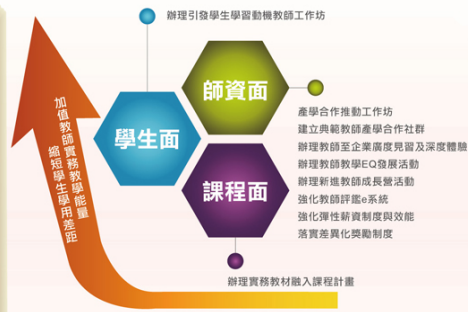 辦理引發學生學習動機教師工作坊
師資面
學生面
課程面
產學合作推動工作坊
建立典範教師產學合作社群
辦理教師至企業廣度見習及深度體驗
辦理教師教學EQ發展活動
辦理新進教師成長營活動
強化教師評鑑e系統
強化彈性薪資制度與效能
落實差異化獎勵制度
加值教師實務教學能量
縮短學生學用差距
辦理實務教材融入課程計畫